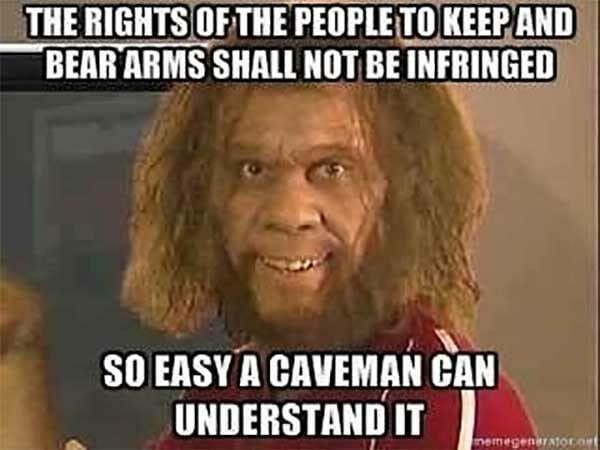 THE RIGHTS OF THE PEOPLE TO KEEP AND
BEAR ARMS SHALL NOT BE INFRINGED
SO EASY A CAVEMAN CAN
UNDERSTAND IT
memegenerator.net